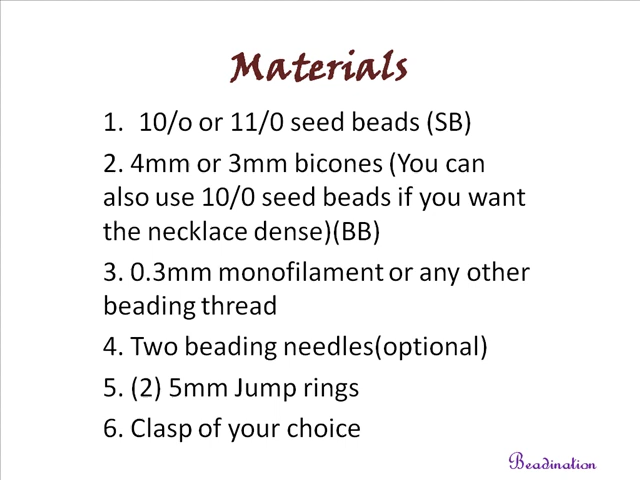 Materials
1. 10/o or 11/0 seed beads (SB)
2. 4mm or 3mm bicones (You can
also use 10/0 seed beads if you want
the necklace dense)(BB)
3. 0.3mm monofilament or any other
beading thread
4. Two beading needles(optional)
5. (2) 5mm Jump rings
6. Clasp of your choice
Beadination